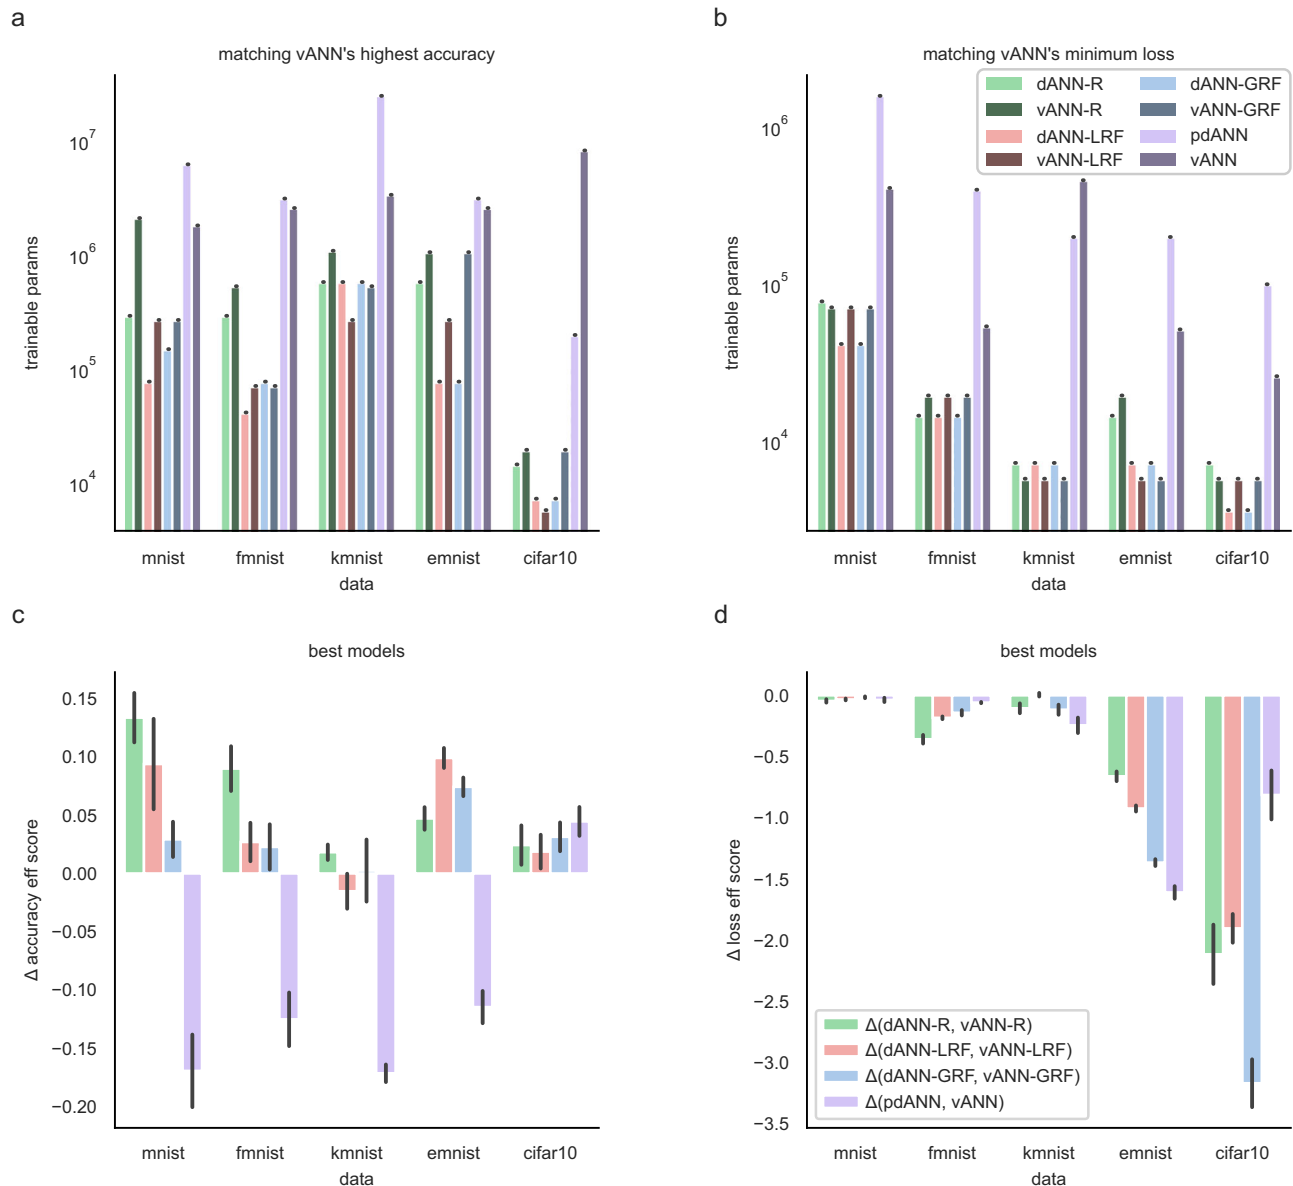 a
matching vANN's highest accuracy
10^7
10^6
10^5
10^4
trainable params
mnist fmnist kmnist emnist cifar10
data
b
matching vANN's minimum loss
dANN-R dANN-GRF
vANN-R vANN-GRF
dANN-LRF pdANN
vANN-LRF vANN
10^6
10^5
10^4
trainable params
mnist fmnist kmnist emnist cifar10
data
c
best models
0.15
0.10
0.05
0.00
−0.05
−0.10
−0.15
−0.20
Δ accuracy eff score
mnist fmnist kmnist emnist cifar10
data
d
best models
0.0
−0.5
−1.0
−1.5
−2.0
−2.5
−3.0
−3.5
Δ loss eff score
Δ(dANN-R, vANN-R)
Δ(dANN-LRF, vANN-LRF)
Δ(dANN-GRF, vANN-GRF)
Δ(pdANN, vANN)
mnist fmnist kmnist emnist cifar10
data